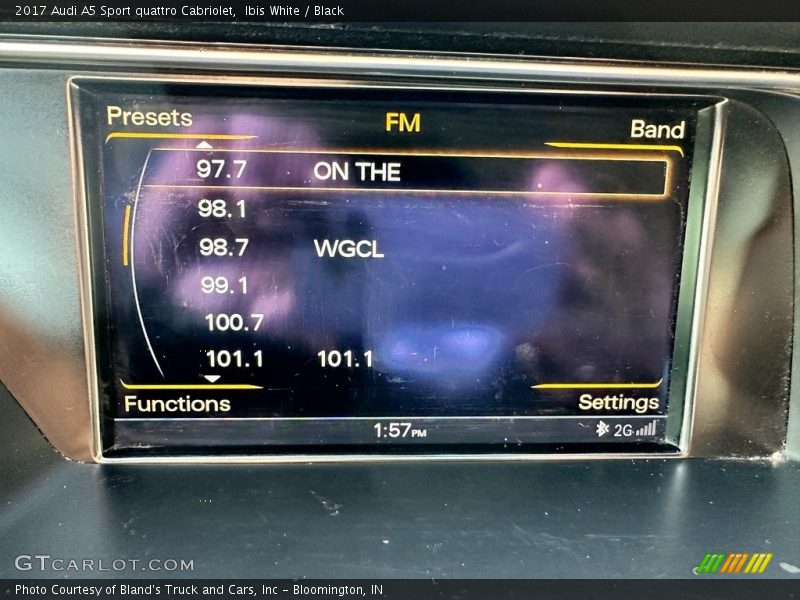 2017 Audi A5 Sport quattro Cabriolet,  Ibis White / Black
Presets
FM
Band
97.7 ON THE
98.1
98.7 WGCL
99.1
100.7
101.1 101.1
Functions
Settings
1:57PM
2G
GTCARLOT.COM
Photo Courtesy of Bland's Truck and Cars, Inc - Bloomington, IN